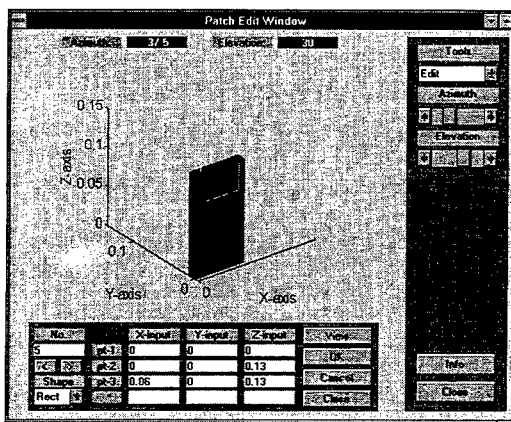 Patch Edit Window
Azimuth: 37.5 Elevation: 30
Tools
Edit
Azimuth
Elevation
0.15
0.1
0.05
0
0.1
0 0
Z-axis
Y-axis
X-axis
No. X-input Y-input Z-input View
5 pt-1 0 0 0 OK
<< >> pt-2 0 0 0.13 Cancel
Shape pt-3 0.06 0 0.13 Close
Rect
Info
Close